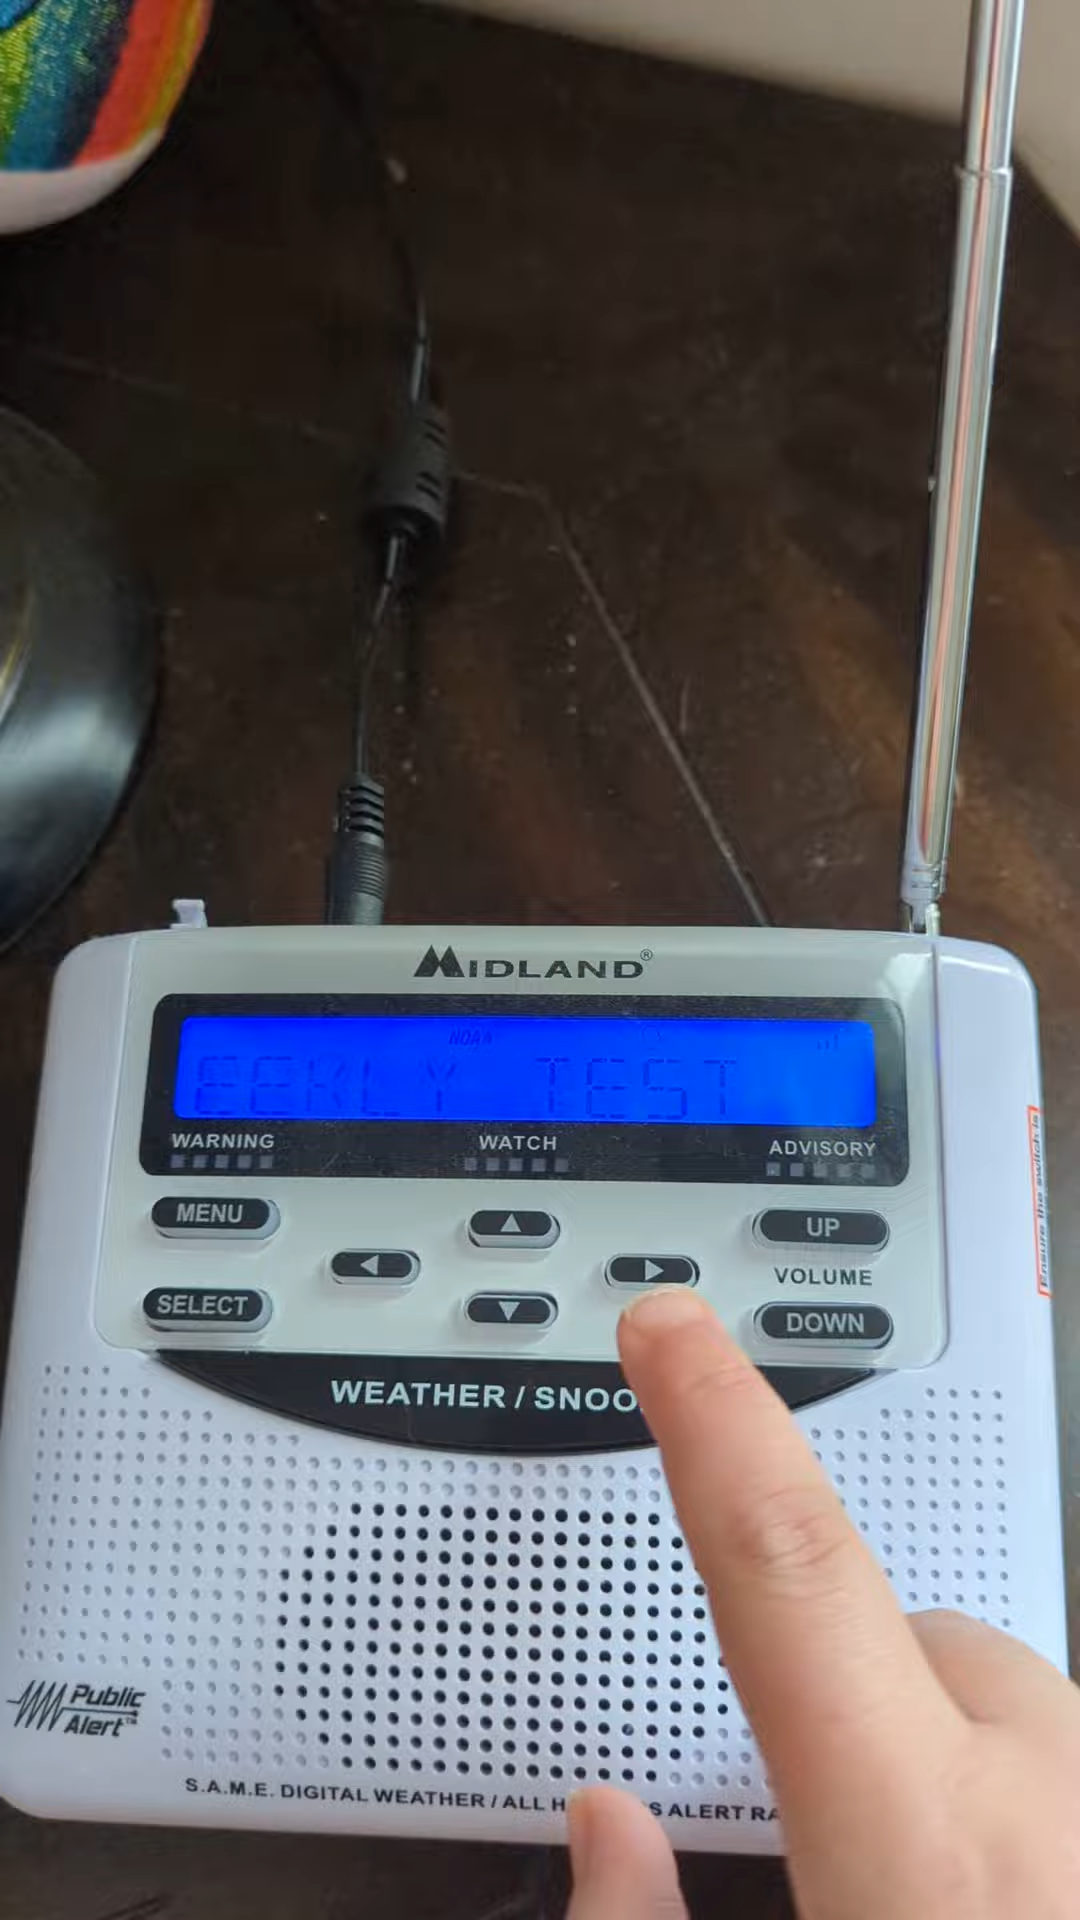 MIDLAND®
NOAA
EEKLY TEST
WARNING
WATCH
ADVISORY
MENU
▲
UP
◀
▶
VOLUME
SELECT
▼
DOWN
WEATHER / SNOO
Public
Alert™
S.A.M.E. DIGITAL WEATHER / ALL H S ALERT RA
Ensure the switch is